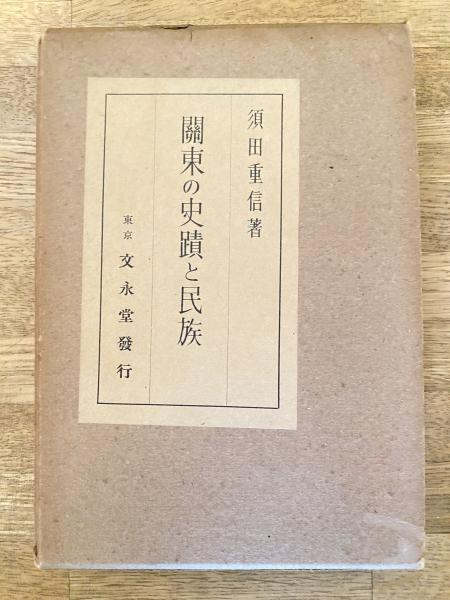 須田重信著
關東の史蹟と民族
東京 文永堂發行